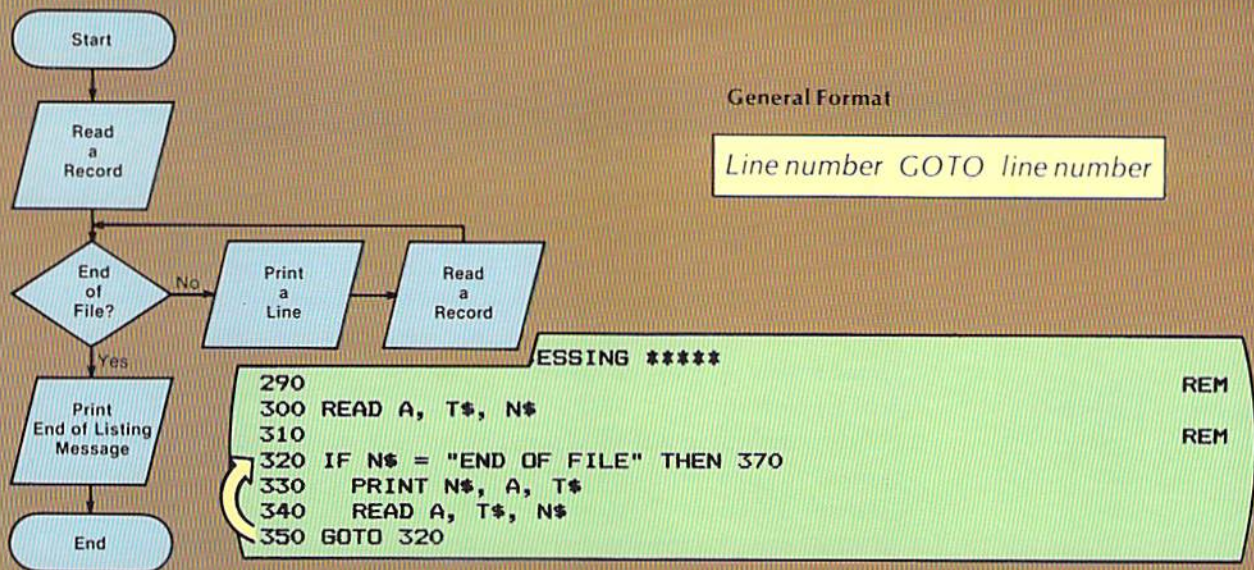 Start
Read
a
Record
General Format
Line number GOTO line number
End
of
File?
No
Print
a
Line
Read
a
Record
Yes
Print
End of Listing
Message
End
ESSING *****
290 REM
300 READ A, T$, N$
310 REM
320 IF N$ = "END OF FILE" THEN 370
330 PRINT N$, A, T$
340 READ A, T$, N$
350 GOTO 320